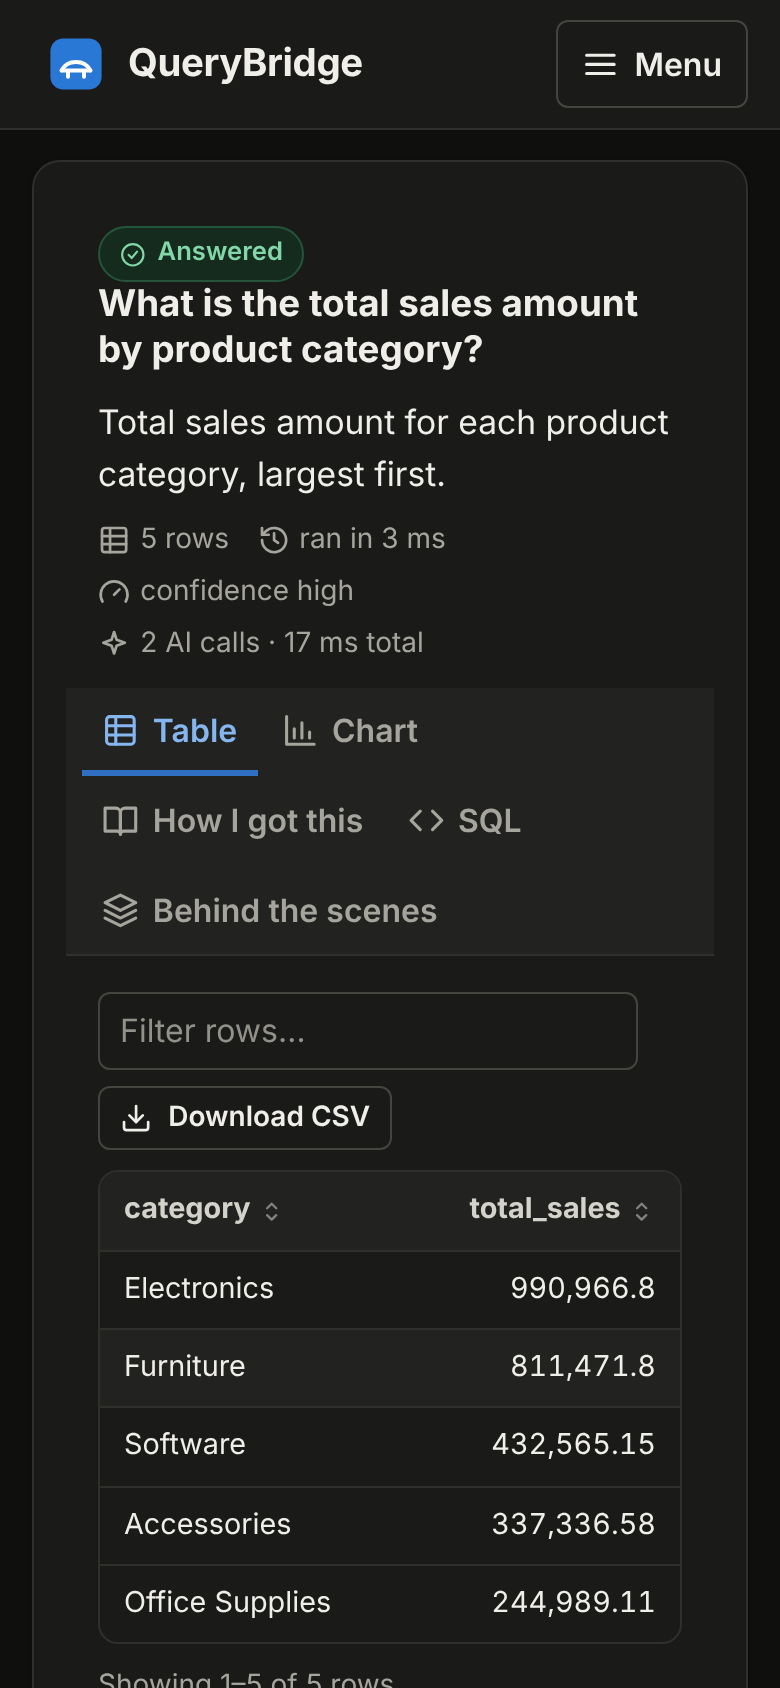 QueryBridge
Menu
Answered
What is the total sales amount
by product category?
Total sales amount for each product
category, largest first.
5 rows ran in 3 ms
confidence high
2 AI calls · 17 ms total
Table Chart
How I got this SQL
Behind the scenes
Filter rows...
Download CSV
category total_sales
Electronics 990,966.8
Furniture 811,471.8
Software 432,565.15
Accessories 337,336.58
Office Supplies 244,989.11
Showing 1–5 of 5 rows